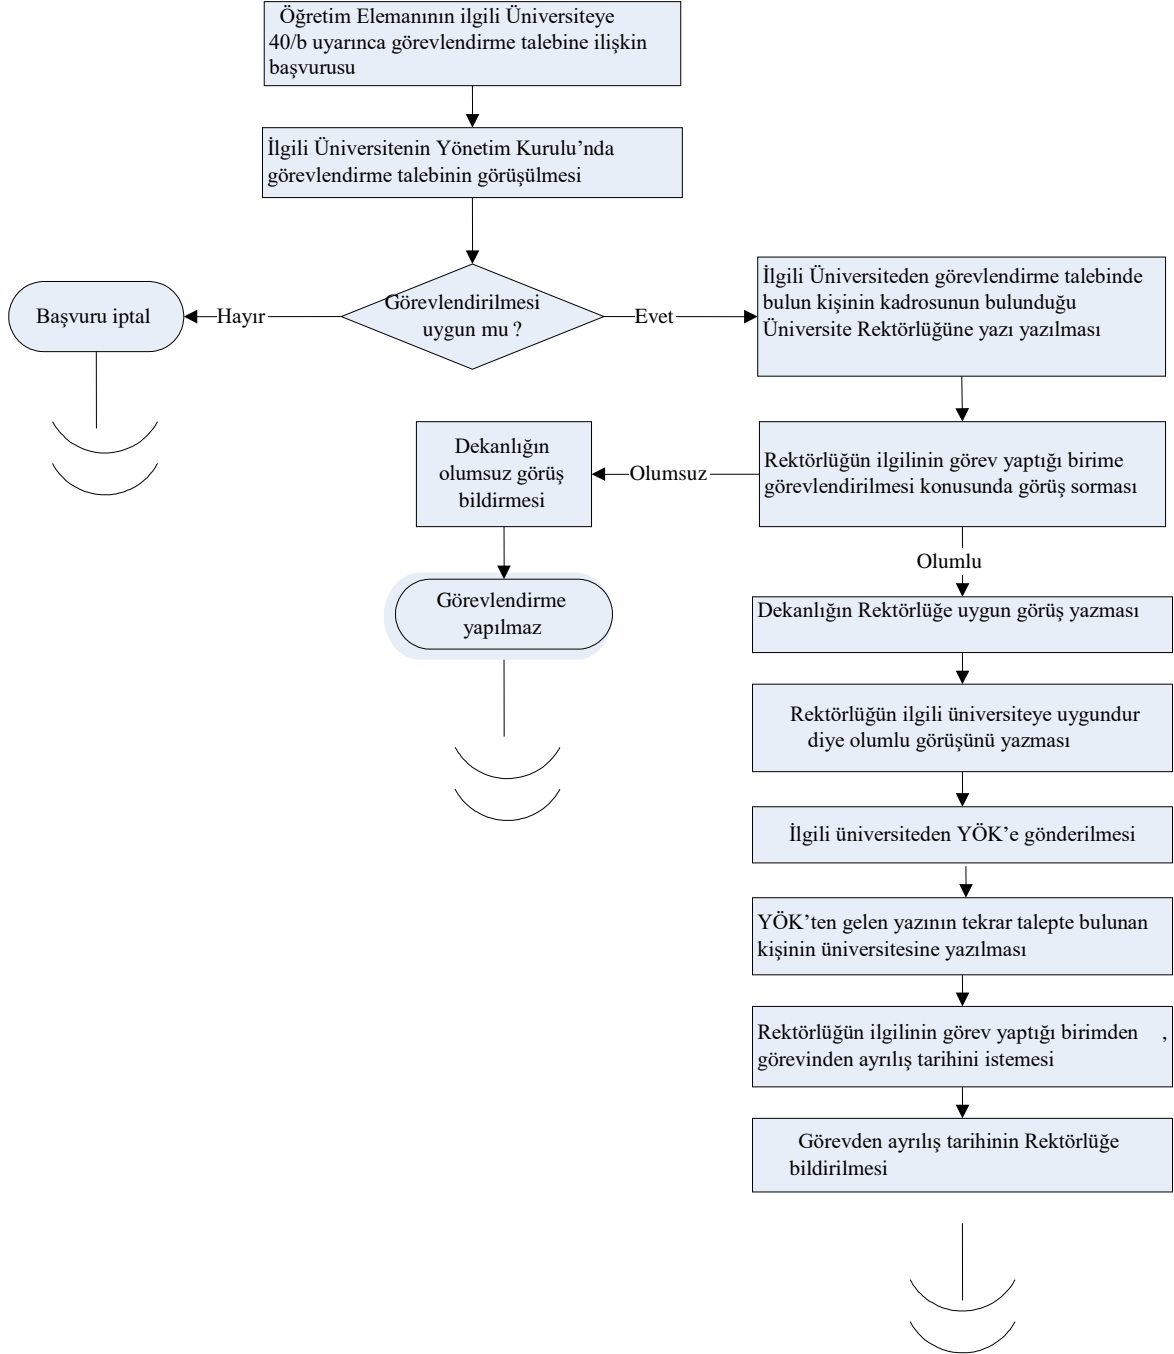 Öğretim Elemanının ilgili Üniversiteye
40/b uyarınca görevlendirme talebine ilişkin
başvurusu
İlgili Üniversitenin Yönetim Kurulu’nda
görevlendirme talebinin görüşülmesi
Görevlendirilmesi
uygun mu ?
Hayır
Başvuru iptal
Evet
İlgili Üniversiteden görevlendirme talebinde
bulun kişinin kadrosunun bulunduğu
Üniversite Rektörlüğüne yazı yazılması
Rektörlüğün ilgilinin görev yaptığı birime
görevlendirilmesi konusunda görüş sorması
Olumsuz
Dekanlığın
olumsuz görüş
bildirmesi
Görevlendirme
yapılmaz
Olumlu
Dekanlığın Rektörlüğe uygun görüş yazması
Rektörlüğün ilgili üniversiteye uygundur
diye olumlu görüşünü yazması
İlgili üniversiteden YÖK’e gönderilmesi
YÖK’ten gelen yazının tekrar talepte bulunan
kişinin üniversitesine yazılması
Rektörlüğün ilgilinin görev yaptığı birimden ,
görevinden ayrılış tarihini istemesi
Görevden ayrılış tarihinin Rektörlüğe
bildirilmesi